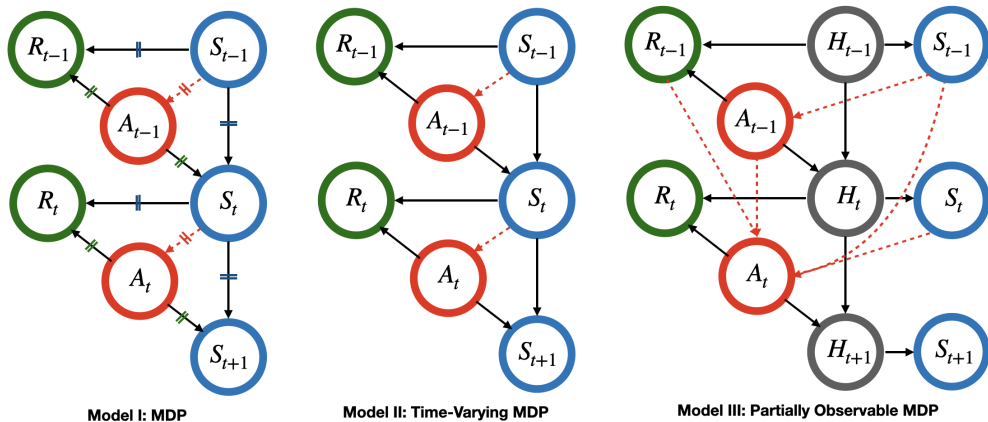 R_{t−1} S_{t−1}
A_{t−1}
R_t S_t
A_t
S_{t+1}
Model I: MDP
R_{t−1} S_{t−1}
A_{t−1}
R_t S_t
A_t
S_{t+1}
Model II: Time-Varying MDP
R_{t−1} H_{t−1} S_{t−1}
A_{t−1}
R_t H_t S_t
A_t
H_{t+1} S_{t+1}
Model III: Partially Observable MDP